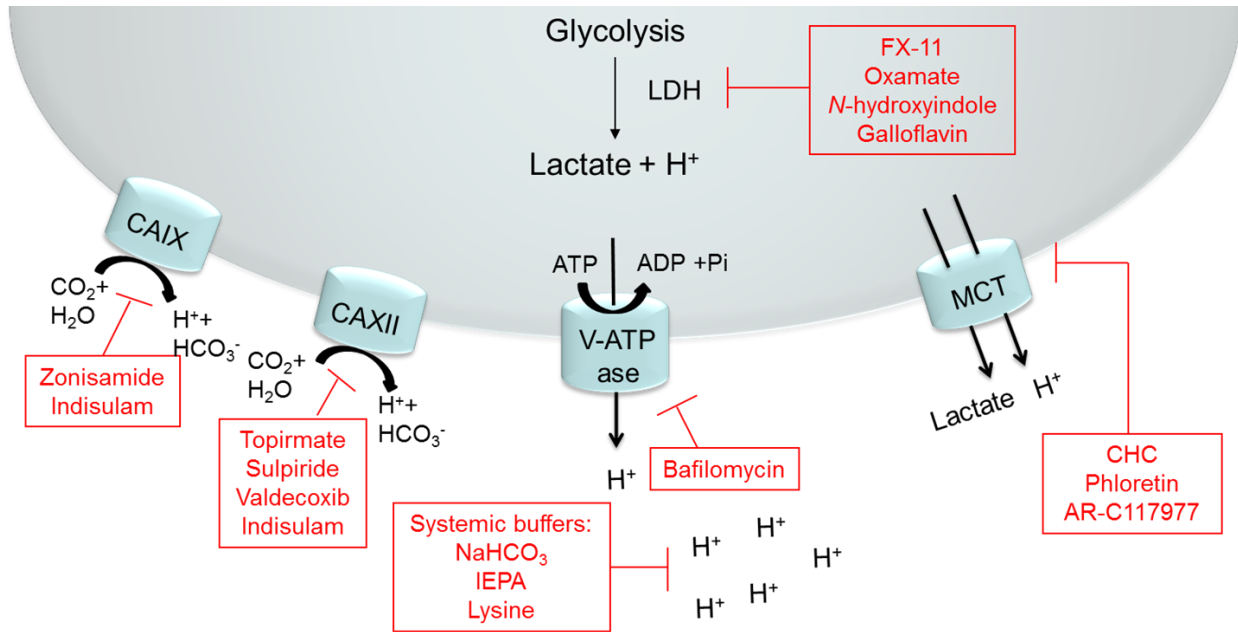 Glycolysis
LDH
FX-11
Oxamate
N-hydroxyindole
Galloflavin
Lactate + H⁺
CAIX
CO₂+
H₂O
H⁺+
HCO₃⁻
Zonisamide
Indisulam
CAXII
CO₂+
H₂O
H⁺+
HCO₃⁻
Topirmate
Sulpiride
Valdecoxib
Indisulam
ATP
ADP +Pi
V-ATP
ase
H⁺
Bafilomycin
MCT
Lactate
H⁺
CHC
Phloretin
AR-C117977
Systemic buffers:
NaHCO₃
IEPA
Lysine
H⁺
H⁺
H⁺
H⁺
H⁺